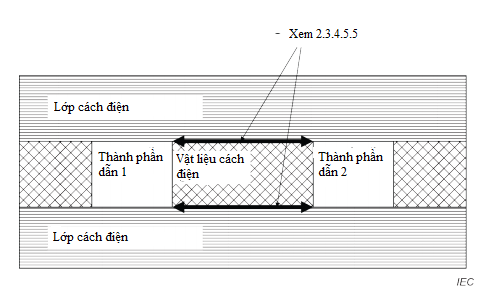 - Xem 2.3.4.5.5
Lớp cách điện
Thành phần
dẫn 1
Vật liệu cách
điện
Thành phần
dẫn 2
Lớp cách điện
IEC